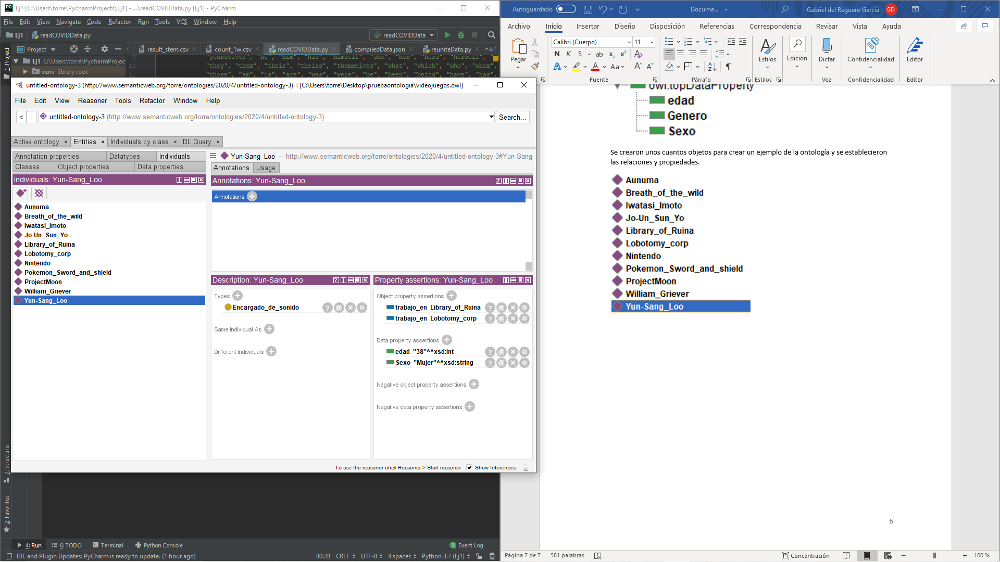 Ej1 [C:\Users\torre\PycharmProjects\Ej1] - ...\readCOVIDData.py [Ej1] - PyCharm
File Edit View Navigate Code Refactor Run Tools VCS Window Help
Ej1 readCOVIDData.py readCOVIDData
1: Project
Project result_stem.csv count_1w.csv readCOVIDData.py compiledData.json reuniteData.py
Ej1 C:\Users\torre\PycharmProjec
venv library root
9 "yourselves", "he", "him", "his", "himself", "she", "her", "hers", "herself",
10 "they", "them", "their", "theirs", "themselves", "what", "which", "who", "whom",
11 "those", "am", "is", "are", "was", "were", "be", "been", "being", "have", "has",
untitled-ontology-3 (http://www.semanticweb.org/torre/ontologies/2020/4/untitled-ontology-3) : [C:\Users\torre\Desktop\pruebaontologia\videojuegos.owl]
File Edit View Reasoner Tools Refactor Window Help
< > untitled-ontology-3 (http://www.semanticweb.org/torre/ontologies/2020/4/untitled-ontology-3) Search...
Active ontology × Entities × Individuals by class × DL Query ×
Annotation properties Datatypes Individuals
Classes Object properties Data properties
Individuals: Yun-Sang_Loo
Aunuma
Breath_of_the_wild
Iwatasi_Imoto
Jo-Un_Sun_Yo
Library_of_Ruina
Lobotomy_corp
Nintendo
Pokemon_Sword_and_shield
ProjectMoon
William_Griever
Yun-Sang_Loo
Yun-Sang_Loo — http://www.semanticweb.org/torre/ontologies/2020/4/untitled-ontology-3#Yun-Sang_
Annotations Usage
Annotations: Yun-Sang_Loo
Annotations
Description: Yun-Sang_Loo
Types
Encargado_de_sonido
Same Individual As
Different Individuals
Property assertions: Yun-Sang_Loo
Object property assertions
trabajo_en Library_of_Ruina
trabajo_en Lobotomy_corp
Data property assertions
edad "38"^^xsd:int
Sexo "Mujer"^^xsd:string
Negative object property assertions
Negative data property assertions
To use the reasoner click Reasoner > Start reasoner Show Inferences
7: Structure
2: Favorites
4: Run 6: TODO Terminal Python Console 1 Event Log
IDE and Plugin Updates: PyCharm is ready to update. (1 hour ago) 80:28 CRLF UTF-8 4 spaces Python 3.7 (Ej1)
Autoguardado Docume... Gabriel del Reguero García GD
Archivo Inicio Insertar Diseño Disposición Referencias Correspondencia Revisar Vista Ayuda
Pegar
Calibri (Cuerpo) 11
N K S ab x₂ x²
A A Aa A A
Fuente
Párrafo
Estilos
Estilos
Edición
Dictar
Voz
Confidencialidad
Confidencialidad
Editor
Editor
owl:topDataProperty
edad
Genero
Sexo
Se crearon unos cuantos objetos para crear un ejemplo de la ontología y se establecieron
las relaciones y propiedades.
Aunuma
Breath_of_the_wild
Iwatasi_Imoto
Jo-Un_Sun_Yo
Library_of_Ruina
Lobotomy_corp
Nintendo
Pokemon_Sword_and_shield
ProjectMoon
William_Griever
Yun-Sang_Loo
6
Página 7 de 7 581 palabras Concentración 100 %